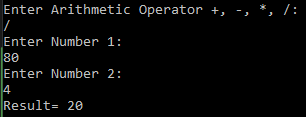 Enter Arithmetic Operator +, -, *, /:
/
Enter Number 1:
80
Enter Number 2:
4
Result= 20